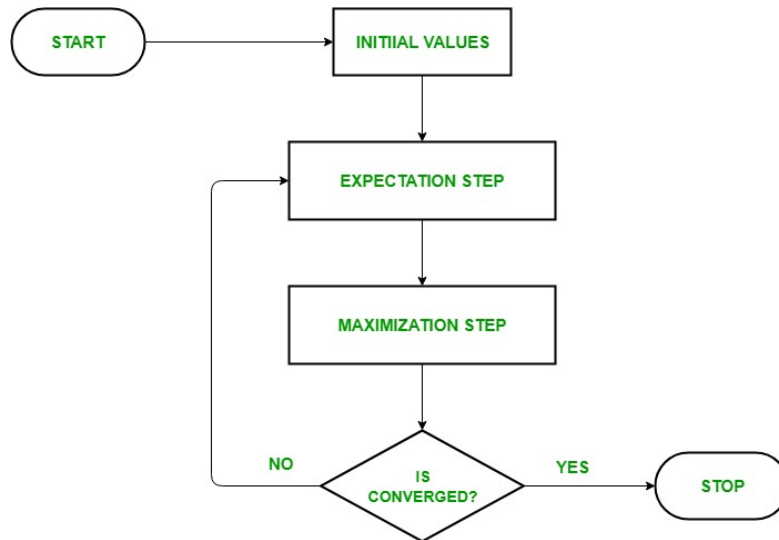 START
INITIIAL VALUES
EXPECTATION STEP
MAXIMIZATION STEP
NO
IS
CONVERGED?
YES
STOP